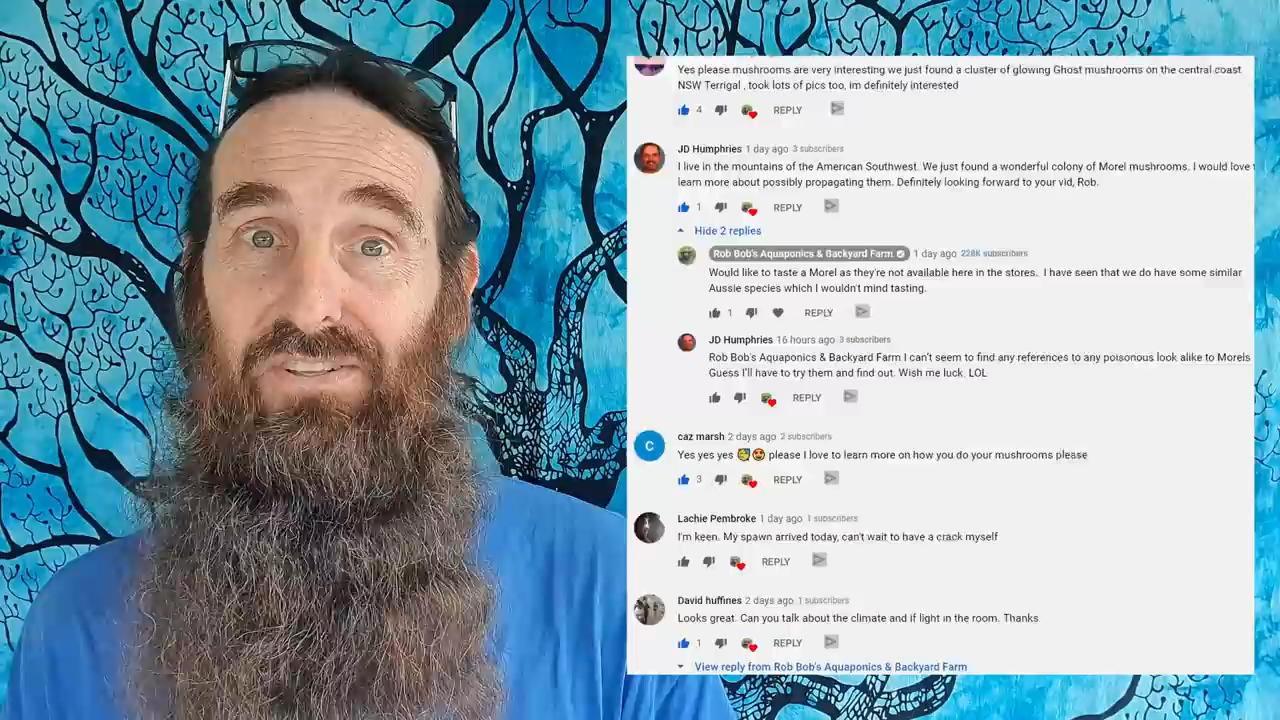 Yes please mushrooms are very interesting we just found a cluster of glowing Ghost mushrooms on the central coast
NSW Terrigal , took lots of pics too, im definitely interested
4 REPLY
JD Humphries 1 day ago 3 subscribers
I live in the mountains of the American Southwest. We just found a wonderful colony of Morel mushrooms. I would love
learn more about possibly propagating them. Definitely looking forward to your vid, Rob.
1 REPLY
Hide 2 replies
Rob Bob's Aquaponics & Backyard Farm 1 day ago 228K subscribers
Would like to taste a Morel as they're not available here in the stores. I have seen that we do have some similar
Aussie species which I wouldn't mind tasting.
1 REPLY
JD Humphries 16 hours ago 3 subscribers
Rob Bob's Aquaponics & Backyard Farm I can't seem to find any references to any poisonous look alike to Morels
Guess I'll have to try them and find out. Wish me luck. LOL
REPLY
C
caz marsh 2 days ago 2 subscribers
Yes yes yes 🥳😍 please I love to learn more on how you do your mushrooms please
3 REPLY
Lachie Pembroke 1 day ago 1 subscribers
I'm keen. My spawn arrived today, can't wait to have a crack myself
REPLY
David huffines 2 days ago 1 subscribers
Looks great. Can you talk about the climate and if light in the room. Thanks.
1 REPLY
View reply from Rob Bob's Aquaponics & Backyard Farm